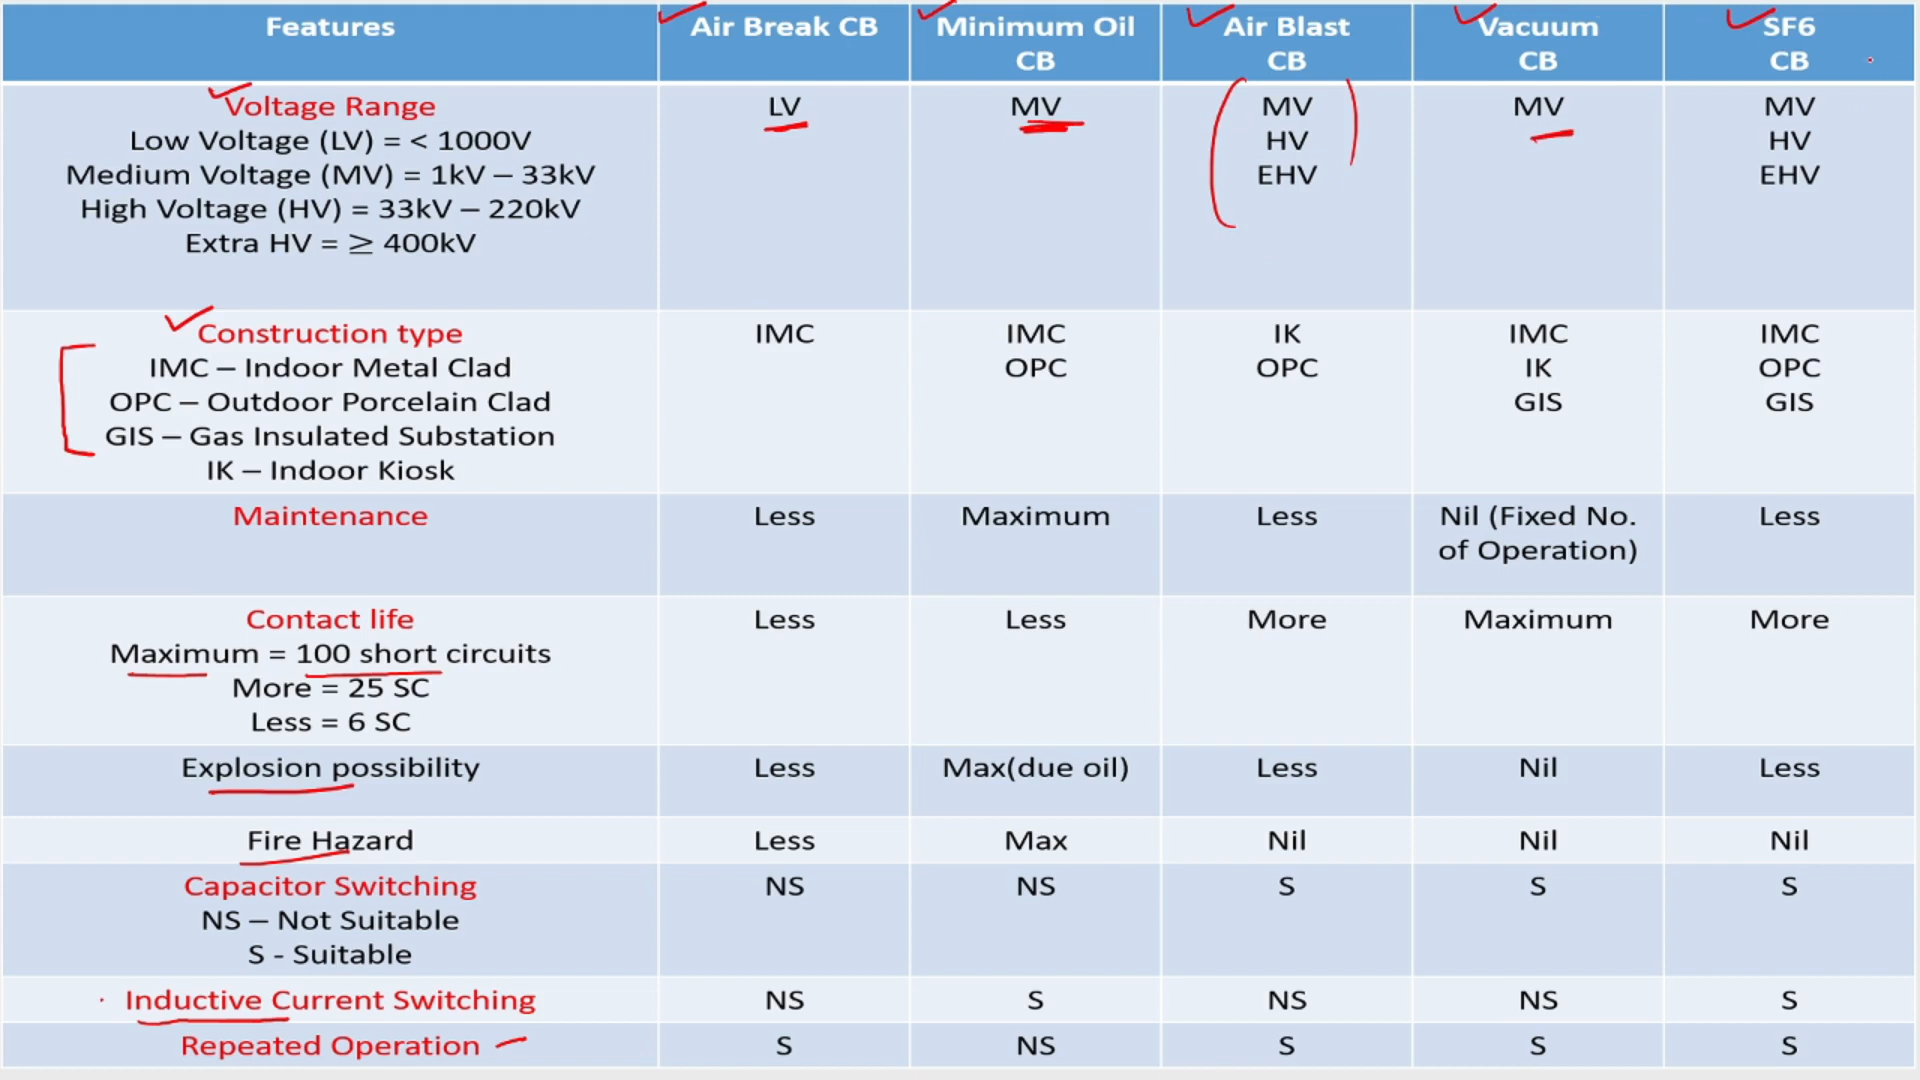 Features
Air Break CB
Minimum Oil
CB
Air Blast
CB
Vacuum
CB
SF6
CB
Voltage Range
Low Voltage (LV) = < 1000V
Medium Voltage (MV) = 1kV – 33kV
High Voltage (HV) = 33kV – 220kV
Extra HV = ≥ 400kV
LV
MV
MV
HV
EHV
MV
MV
HV
EHV
Construction type
IMC – Indoor Metal Clad
OPC – Outdoor Porcelain Clad
GIS – Gas Insulated Substation
IK – Indoor Kiosk
IMC
IMC
OPC
IK
OPC
IMC
IK
GIS
IMC
OPC
GIS
Maintenance
Less
Maximum
Less
Nil (Fixed No.
of Operation)
Less
Contact life
Maximum = 100 short circuits
More = 25 SC
Less = 6 SC
Less
Less
More
Maximum
More
Explosion possibility
Less
Max(due oil)
Less
Nil
Less
Fire Hazard
Less
Max
Nil
Nil
Nil
Capacitor Switching
NS – Not Suitable
S - Suitable
NS
NS
S
S
S
Inductive Current Switching
NS
S
NS
NS
S
Repeated Operation
S
NS
S
S
S